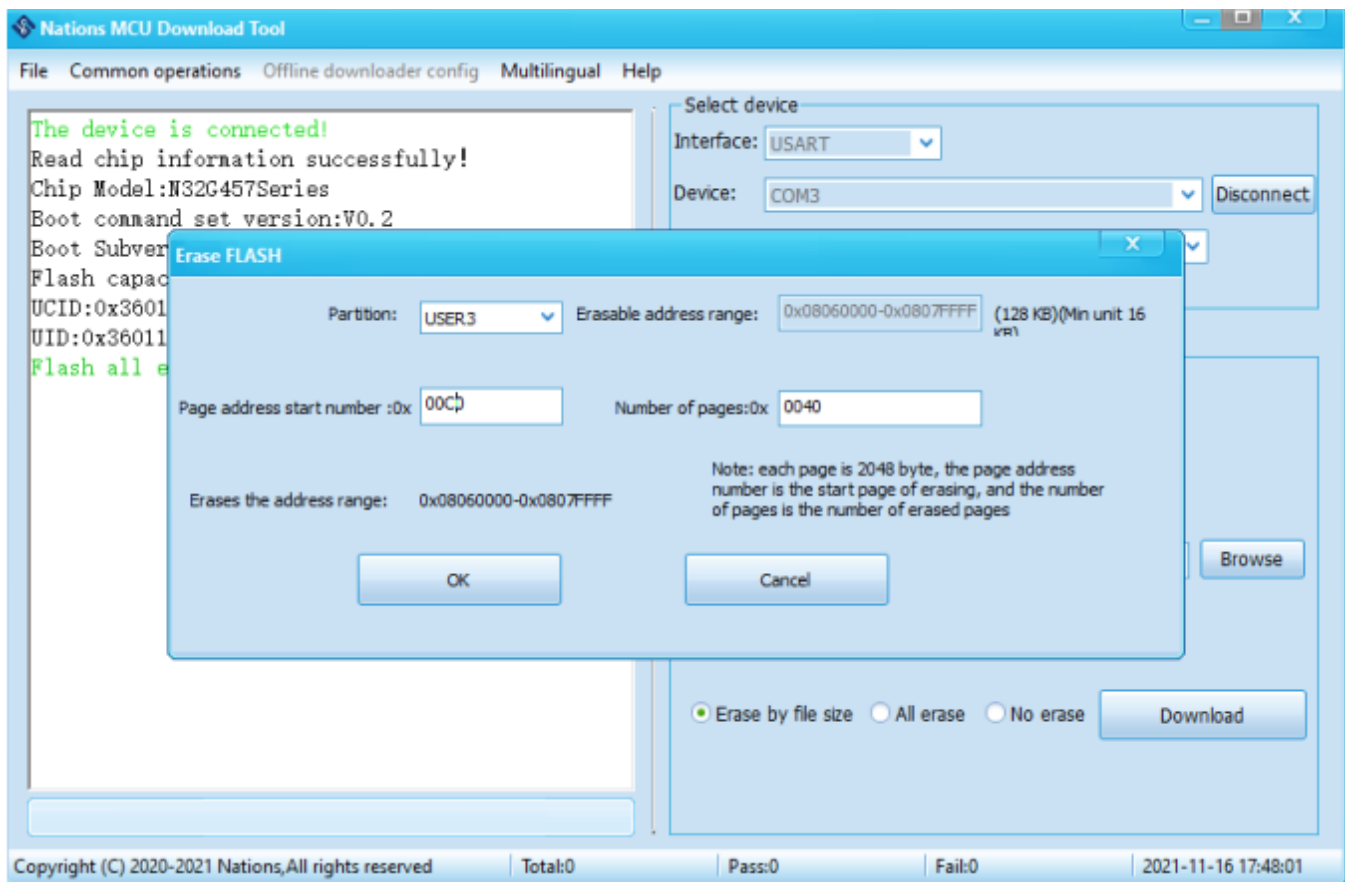 Nations MCU Download Tool
File Common operations Offline downloader config Multilingual Help
The device is connected!
Read chip information successfully!
Chip Model:N32G457Series
Boot command set version:V0.2
Boot Subver
Flash capac
UCID:0x3601
UID:0x36011
Flash all e
Select device
Interface: USART
Device: COM3 Disconnect
Erase FLASH X
Partition: USER3 Erasable address range: 0x08060000-0x0807FFFF (128 KB)(Min unit 16
KB)
Page address start number :0x 00C0 Number of pages:0x 0040
Note: each page is 2048 byte, the page address
number is the start page of erasing, and the number
of pages is the number of erased pages
Erases the address range: 0x08060000-0x0807FFFF
OK Cancel
Browse
Erase by file size All erase No erase Download
Copyright (C) 2020-2021 Nations,All rights reserved Total:0 Pass:0 Fail:0 2021-11-16 17:48:01